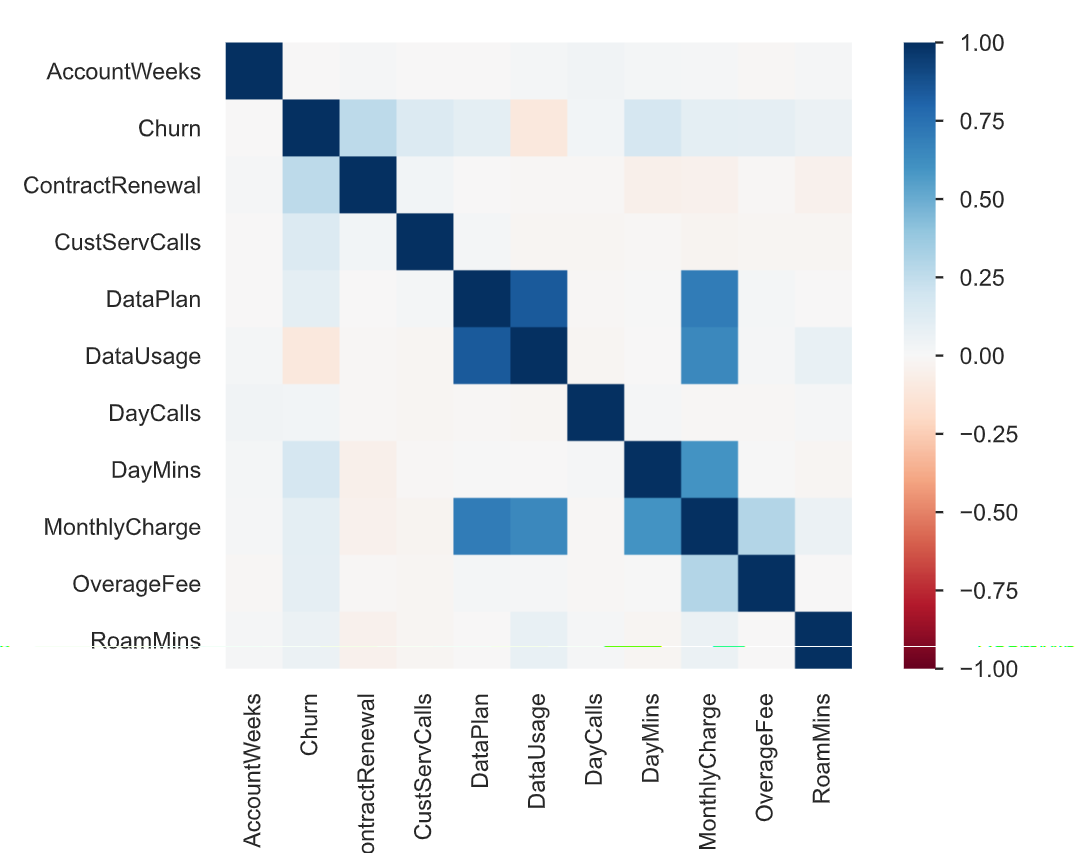 AccountWeeks
Churn
ContractRenewal
CustServCalls
DataPlan
DataUsage
DayCalls
DayMins
MonthlyCharge
OverageFee
RoamMins
1.00
0.75
0.50
0.25
0.00
−0.25
−0.50
−0.75
−1.00
AccountWeeks
Churn
ontractRenewal
CustServCalls
DataPlan
DataUsage
DayCalls
DayMins
MonthlyCharge
OverageFee
RoamMins